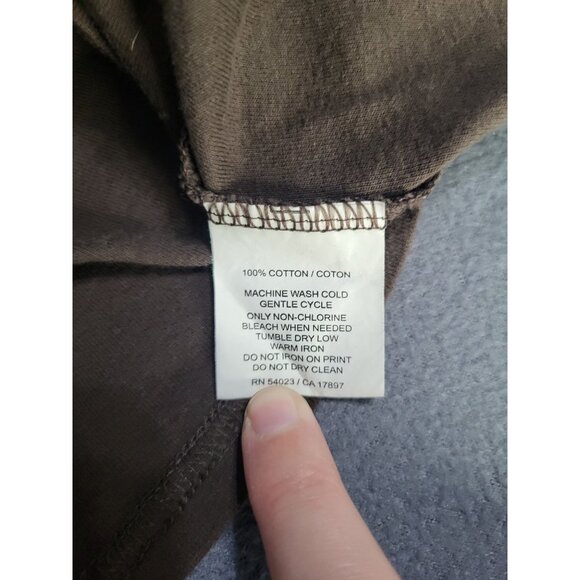 100% COTTON / COTON
MACHINE WASH COLD
GENTLE CYCLE
ONLY NON-CHLORINE
BLEACH WHEN NEEDED
TUMBLE DRY LOW
WARM IRON
DO NOT IRON ON PRINT
DO NOT DRY CLEAN
RN 54023 / CA 17897